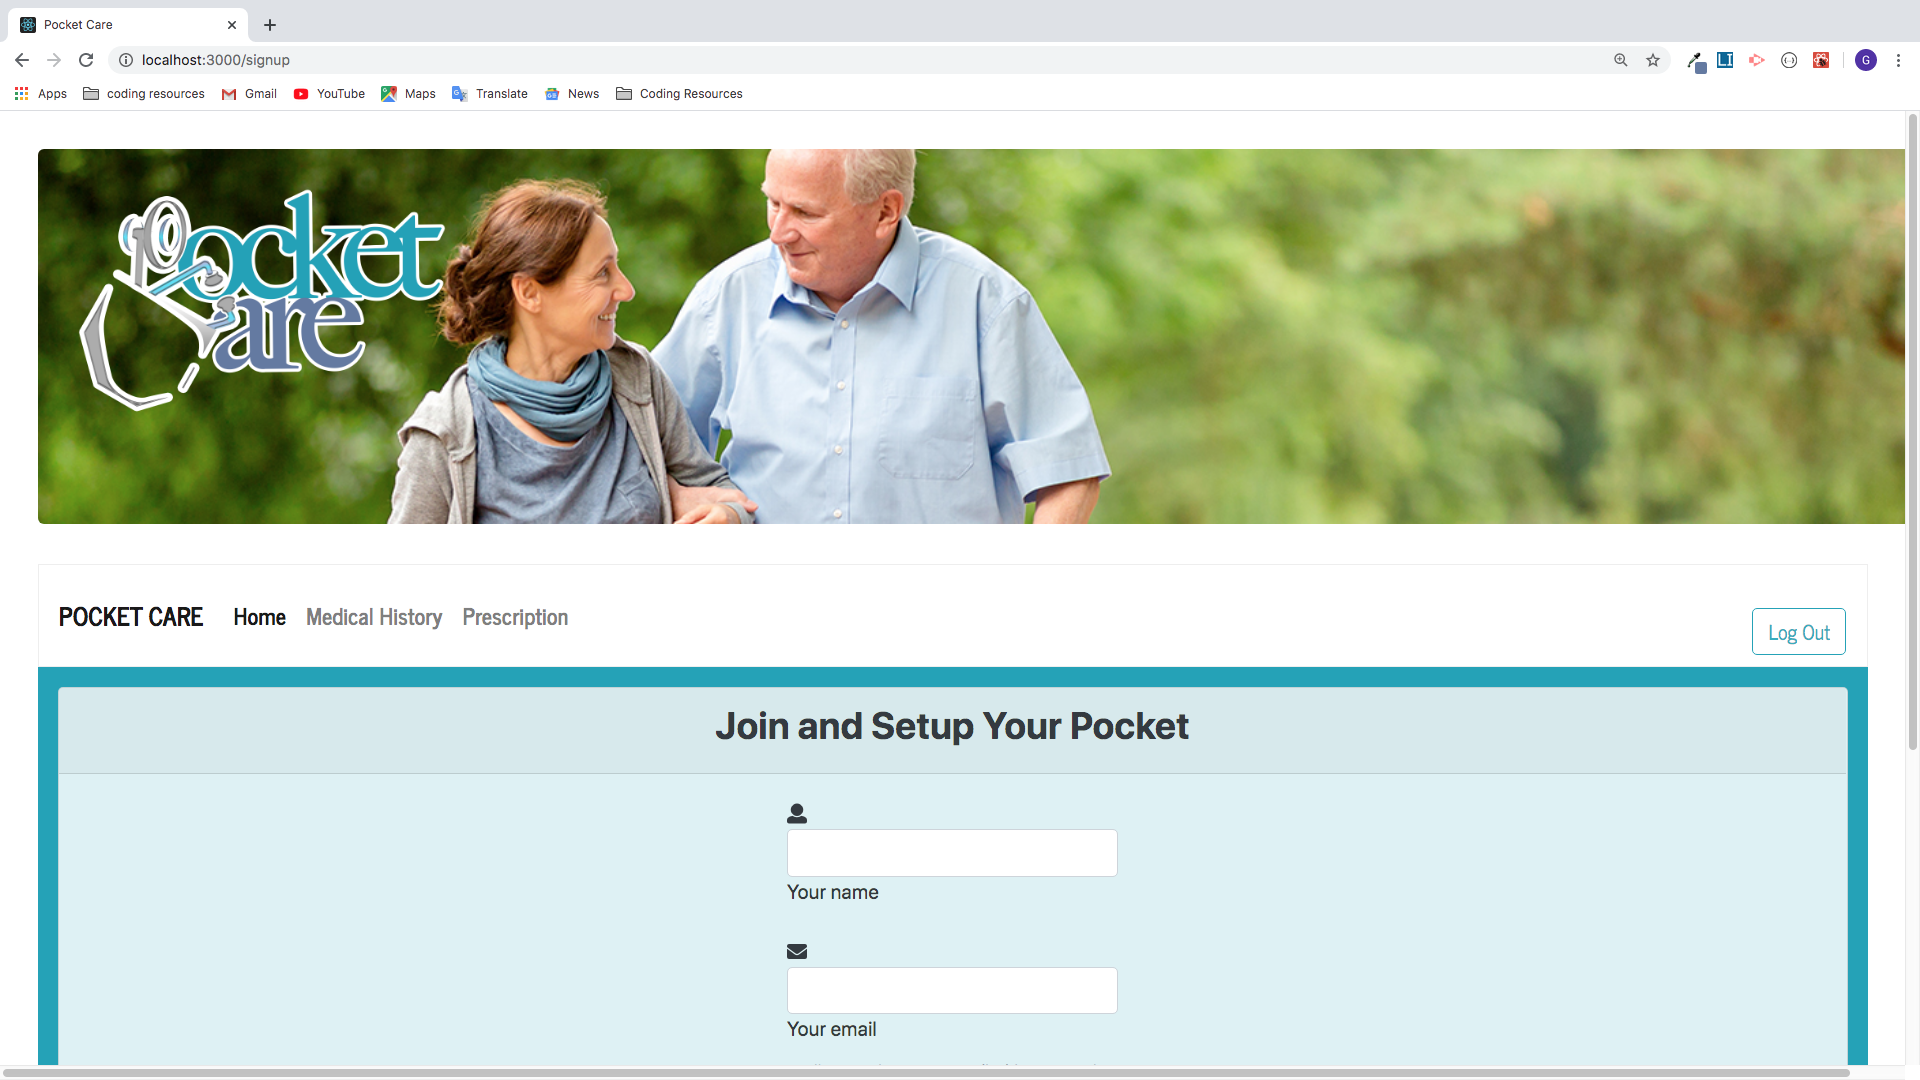 Pocket Care
localhost:3000/signup
G
Apps
coding resources
Gmail
YouTube
Maps
Translate
News
Coding Resources
Pocket
Care
POCKET CARE
Home
Medical History
Prescription
Log Out
Join and Setup Your Pocket
Your name
Your email